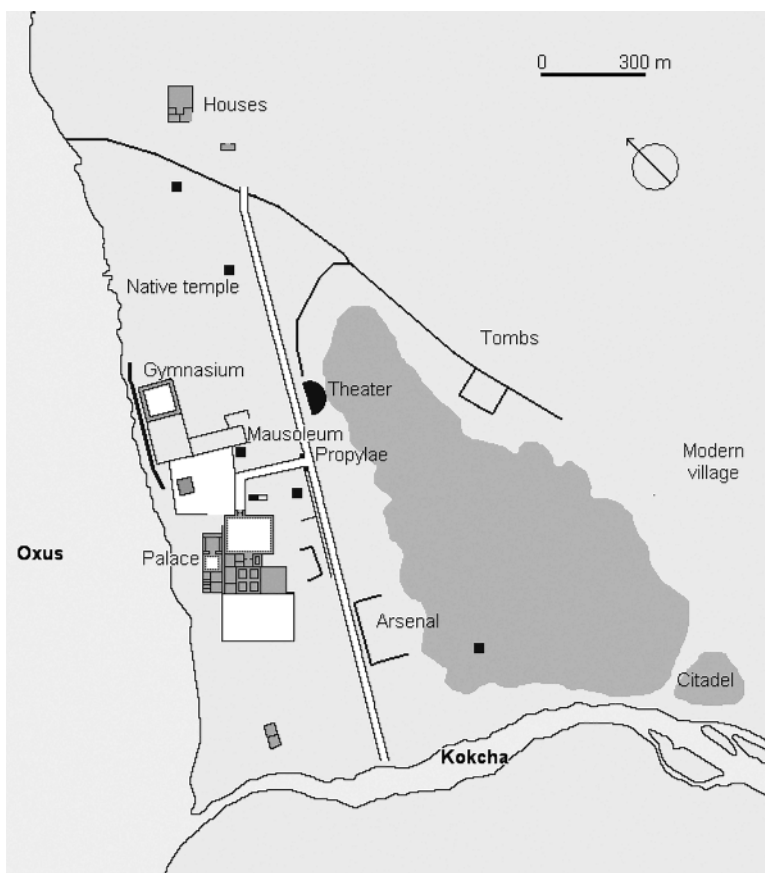 0 300 m
Houses
Native temple
Tombs
Gymnasium
Theater
Mausoleum
Propylae
Modern
village
Oxus
Palace
Arsenal
Citadel
Kokcha